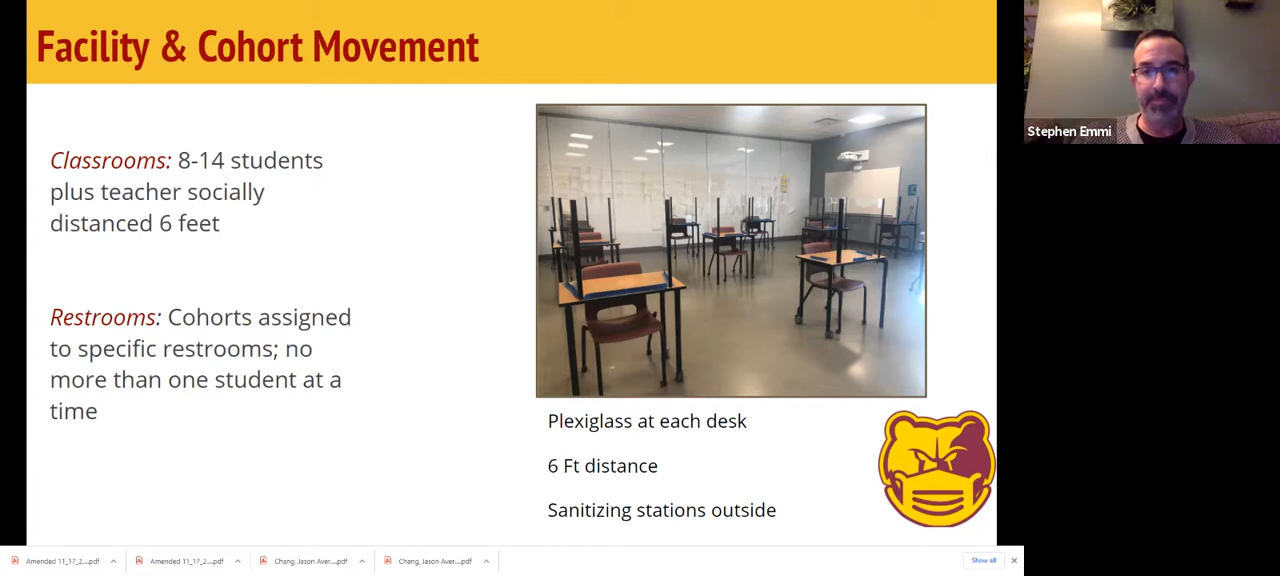 Facility & Cohort Movement
Classrooms: 8-14 students
plus teacher socially
distanced 6 feet
Restrooms: Cohorts assigned
to specific restrooms; no
more than one student at a
time
Plexiglass at each desk
6 Ft distance
Sanitizing stations outside
Stephen Emmi
Amended 11_17_2....pdf
Amended 11_17_2....pdf
Chang, Jason Aver....pdf
Chang, Jason Aver....pdf
Show all